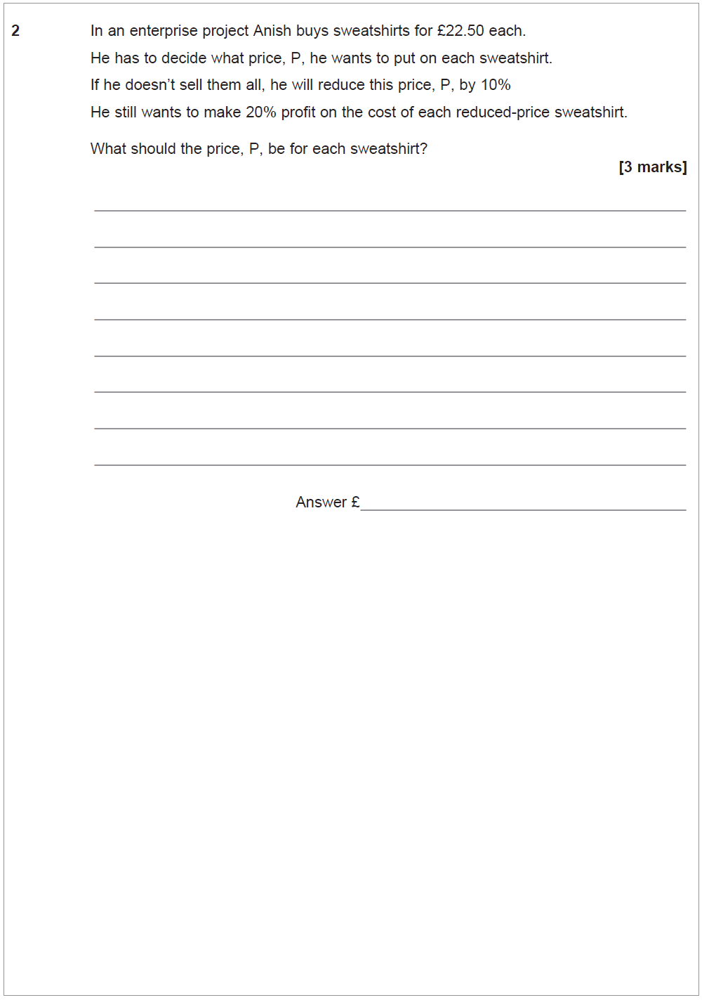 2 In an enterprise project Anish buys sweatshirts for £22.50 each.
He has to decide what price, P, he wants to put on each sweatshirt.
If he doesn’t sell them all, he will reduce this price, P, by 10%
He still wants to make 20% profit on the cost of each reduced-price sweatshirt.
What should the price, P, be for each sweatshirt?
[3 marks]
Answer £